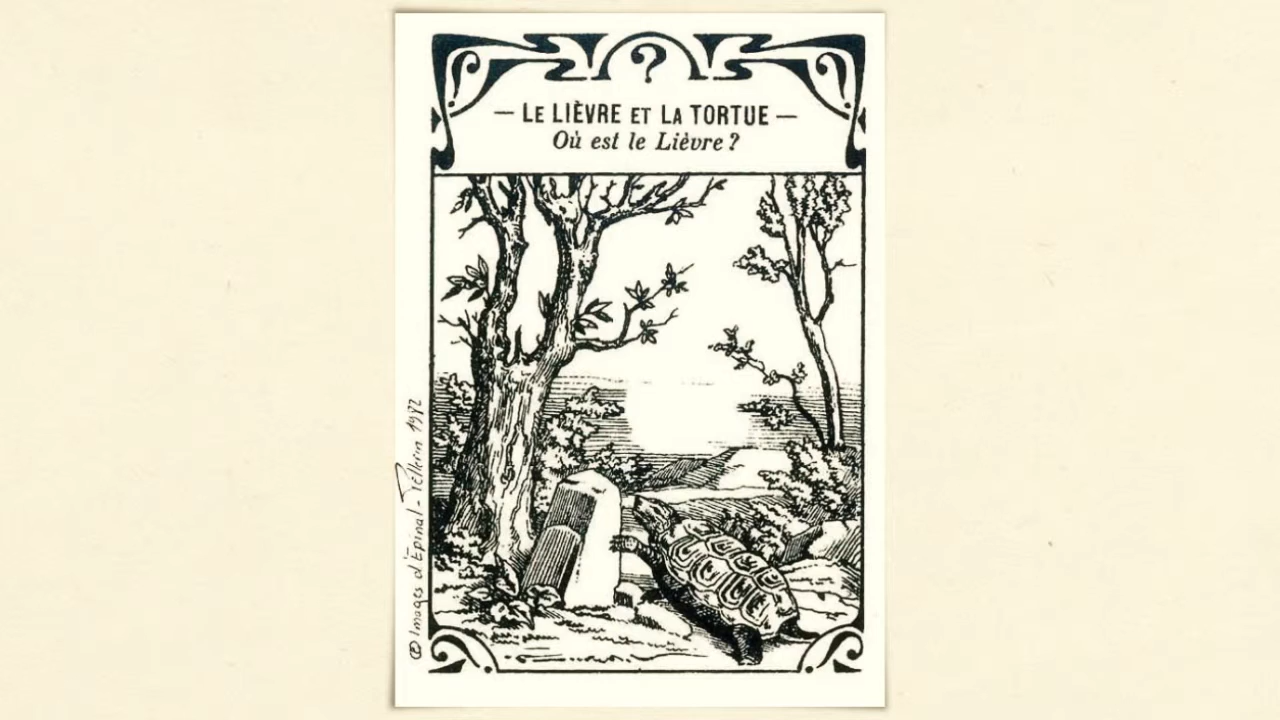 ?
— LE LIÈVRE ET LA TORTUE —
Où est le Lièvre ?
© Images d'Épinal - Pellerin 1982